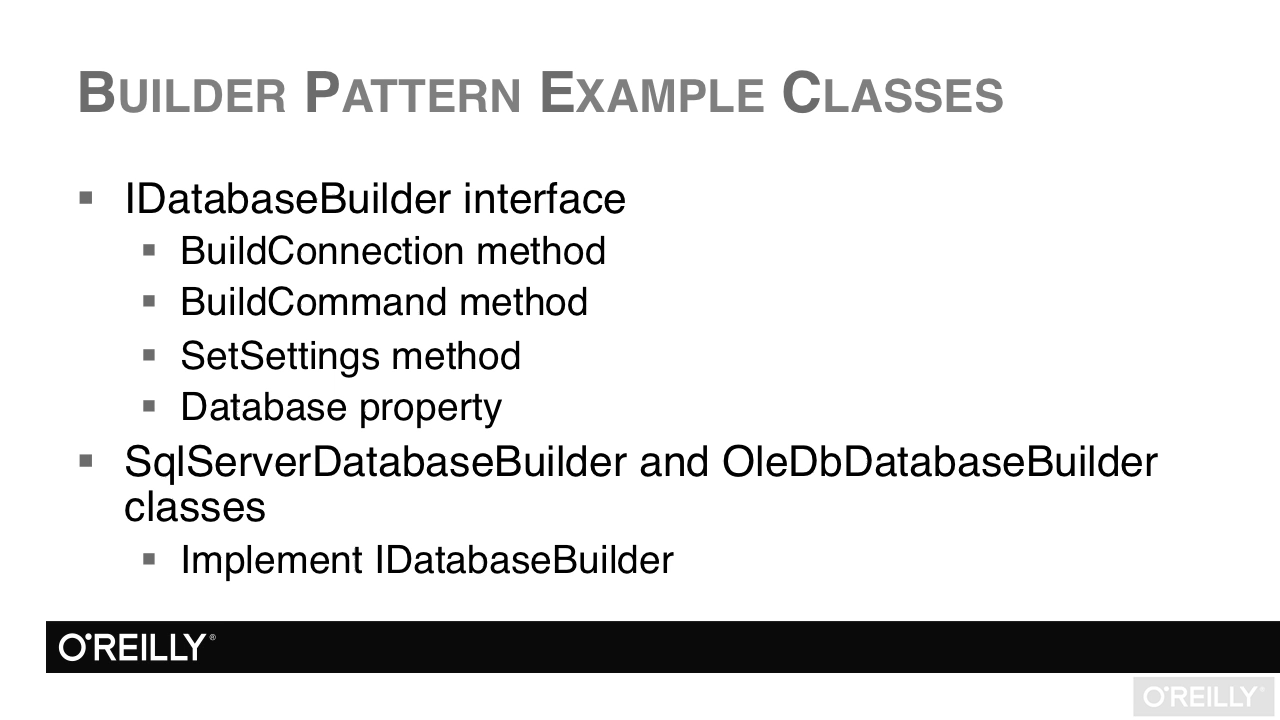 BUILDER PATTERN EXAMPLE CLASSES
▪ IDatabaseBuilder interface
▪ BuildConnection method
▪ BuildCommand method
▪ SetSettings method
▪ Database property
▪ SqlServerDatabaseBuilder and OleDbDatabaseBuilder
classes
▪ Implement IDatabaseBuilder
O'REILLY®
O'REILLY®